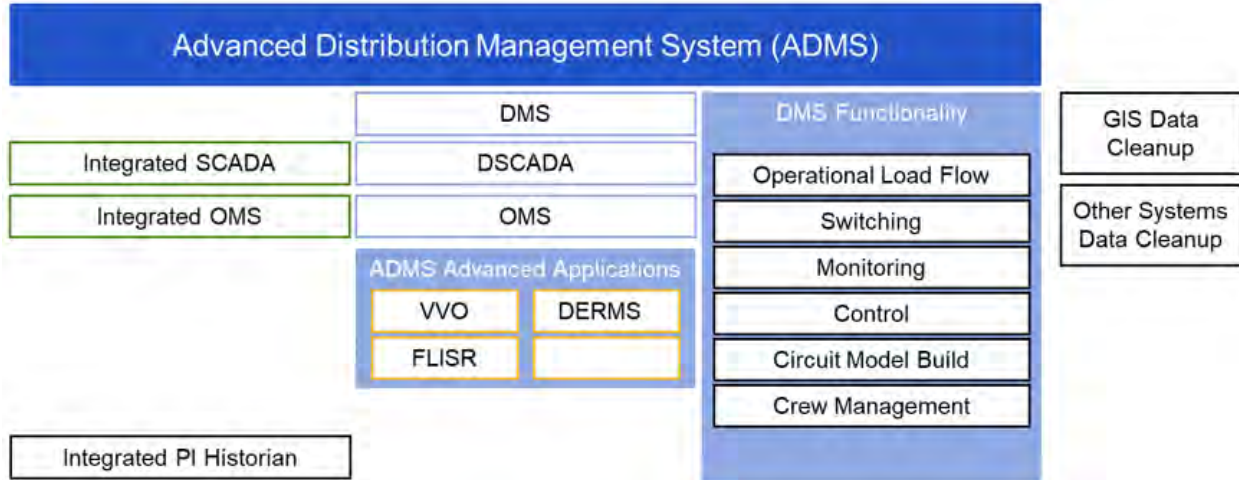 Advanced Distribution Management System (ADMS)
DMS
DMS Functionality
GIS Data
Cleanup
Integrated SCADA
DSCADA
Operational Load Flow
Integrated OMS
OMS
Switching
Other Systems
Data Cleanup
ADMS Advanced Applications
Monitoring
VVO
DERMS
Control
FLISR
Circuit Model Build
Crew Management
Integrated PI Historian